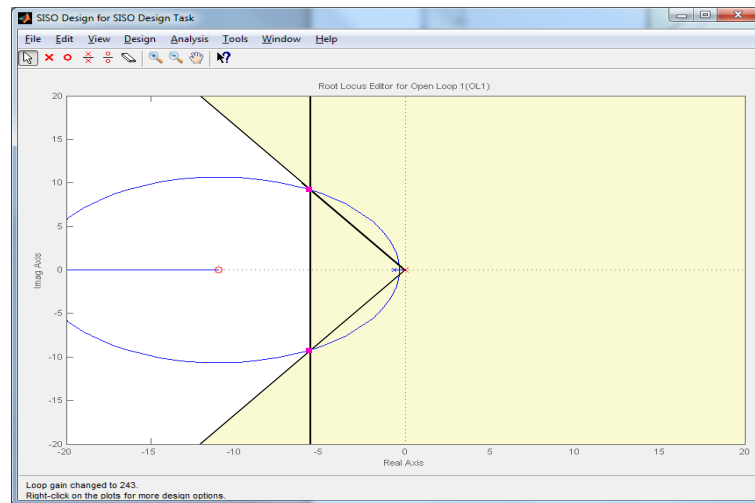 SISO Design for SISO Design Task
File Edit View Design Analysis Tools Window Help
Root Locus Editor for Open Loop 1(OL1)
20
15
10
5
0
-5
-10
-15
-20
Imag Axis
-20 -15 -10 -5 0 5 10 15 20
Real Axis
Loop gain changed to 243.
Right-click on the plots for more design options.